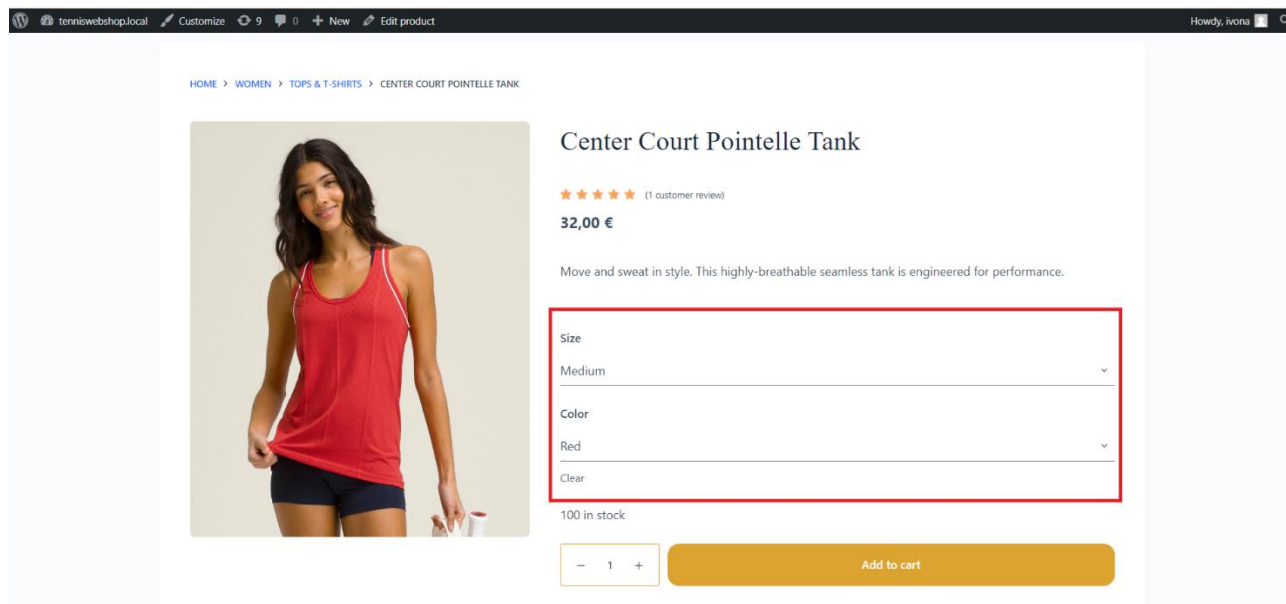 tenniswebshop.local Customize 9 0 New Edit product Howdy, ivona
HOME > WOMEN > TOPS & T-SHIRTS > CENTER COURT POINTELLE TANK
Center Court Pointelle Tank
(1 customer review)
32,00 €
Move and sweat in style. This highly-breathable seamless tank is engineered for performance.
Size
Medium
Color
Red
Clear
100 in stock
− 1 + Add to cart